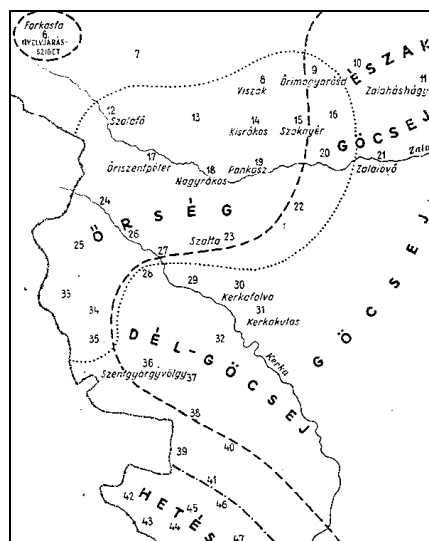 Farkasfa
6.
NYELVJÁRÁS-
SZIGET
7
8
Viszák
9
Őrimagyarósd
10
11
Zalaháshágy
ÉSZAK
GÖCSEJ
12
Szalafő
13
14
Kisrákos
15
Szaknyér
16
17
Őriszentpéter
18
Nagyrákos
19
Pankasz
20
21
Zalalövő
Zala
22
23
Szatta
24
ŐRSÉG
25
26
27
28
29
30
Kerkafalva
31
Kerkakutas
32
33
34
35
Kerka
GÖCSEJ
DÉL-GÖCSEJ
36
Szentgyörgyvölgy
37
38
39
40
41
42
HETÉS
43
44
45
46
47